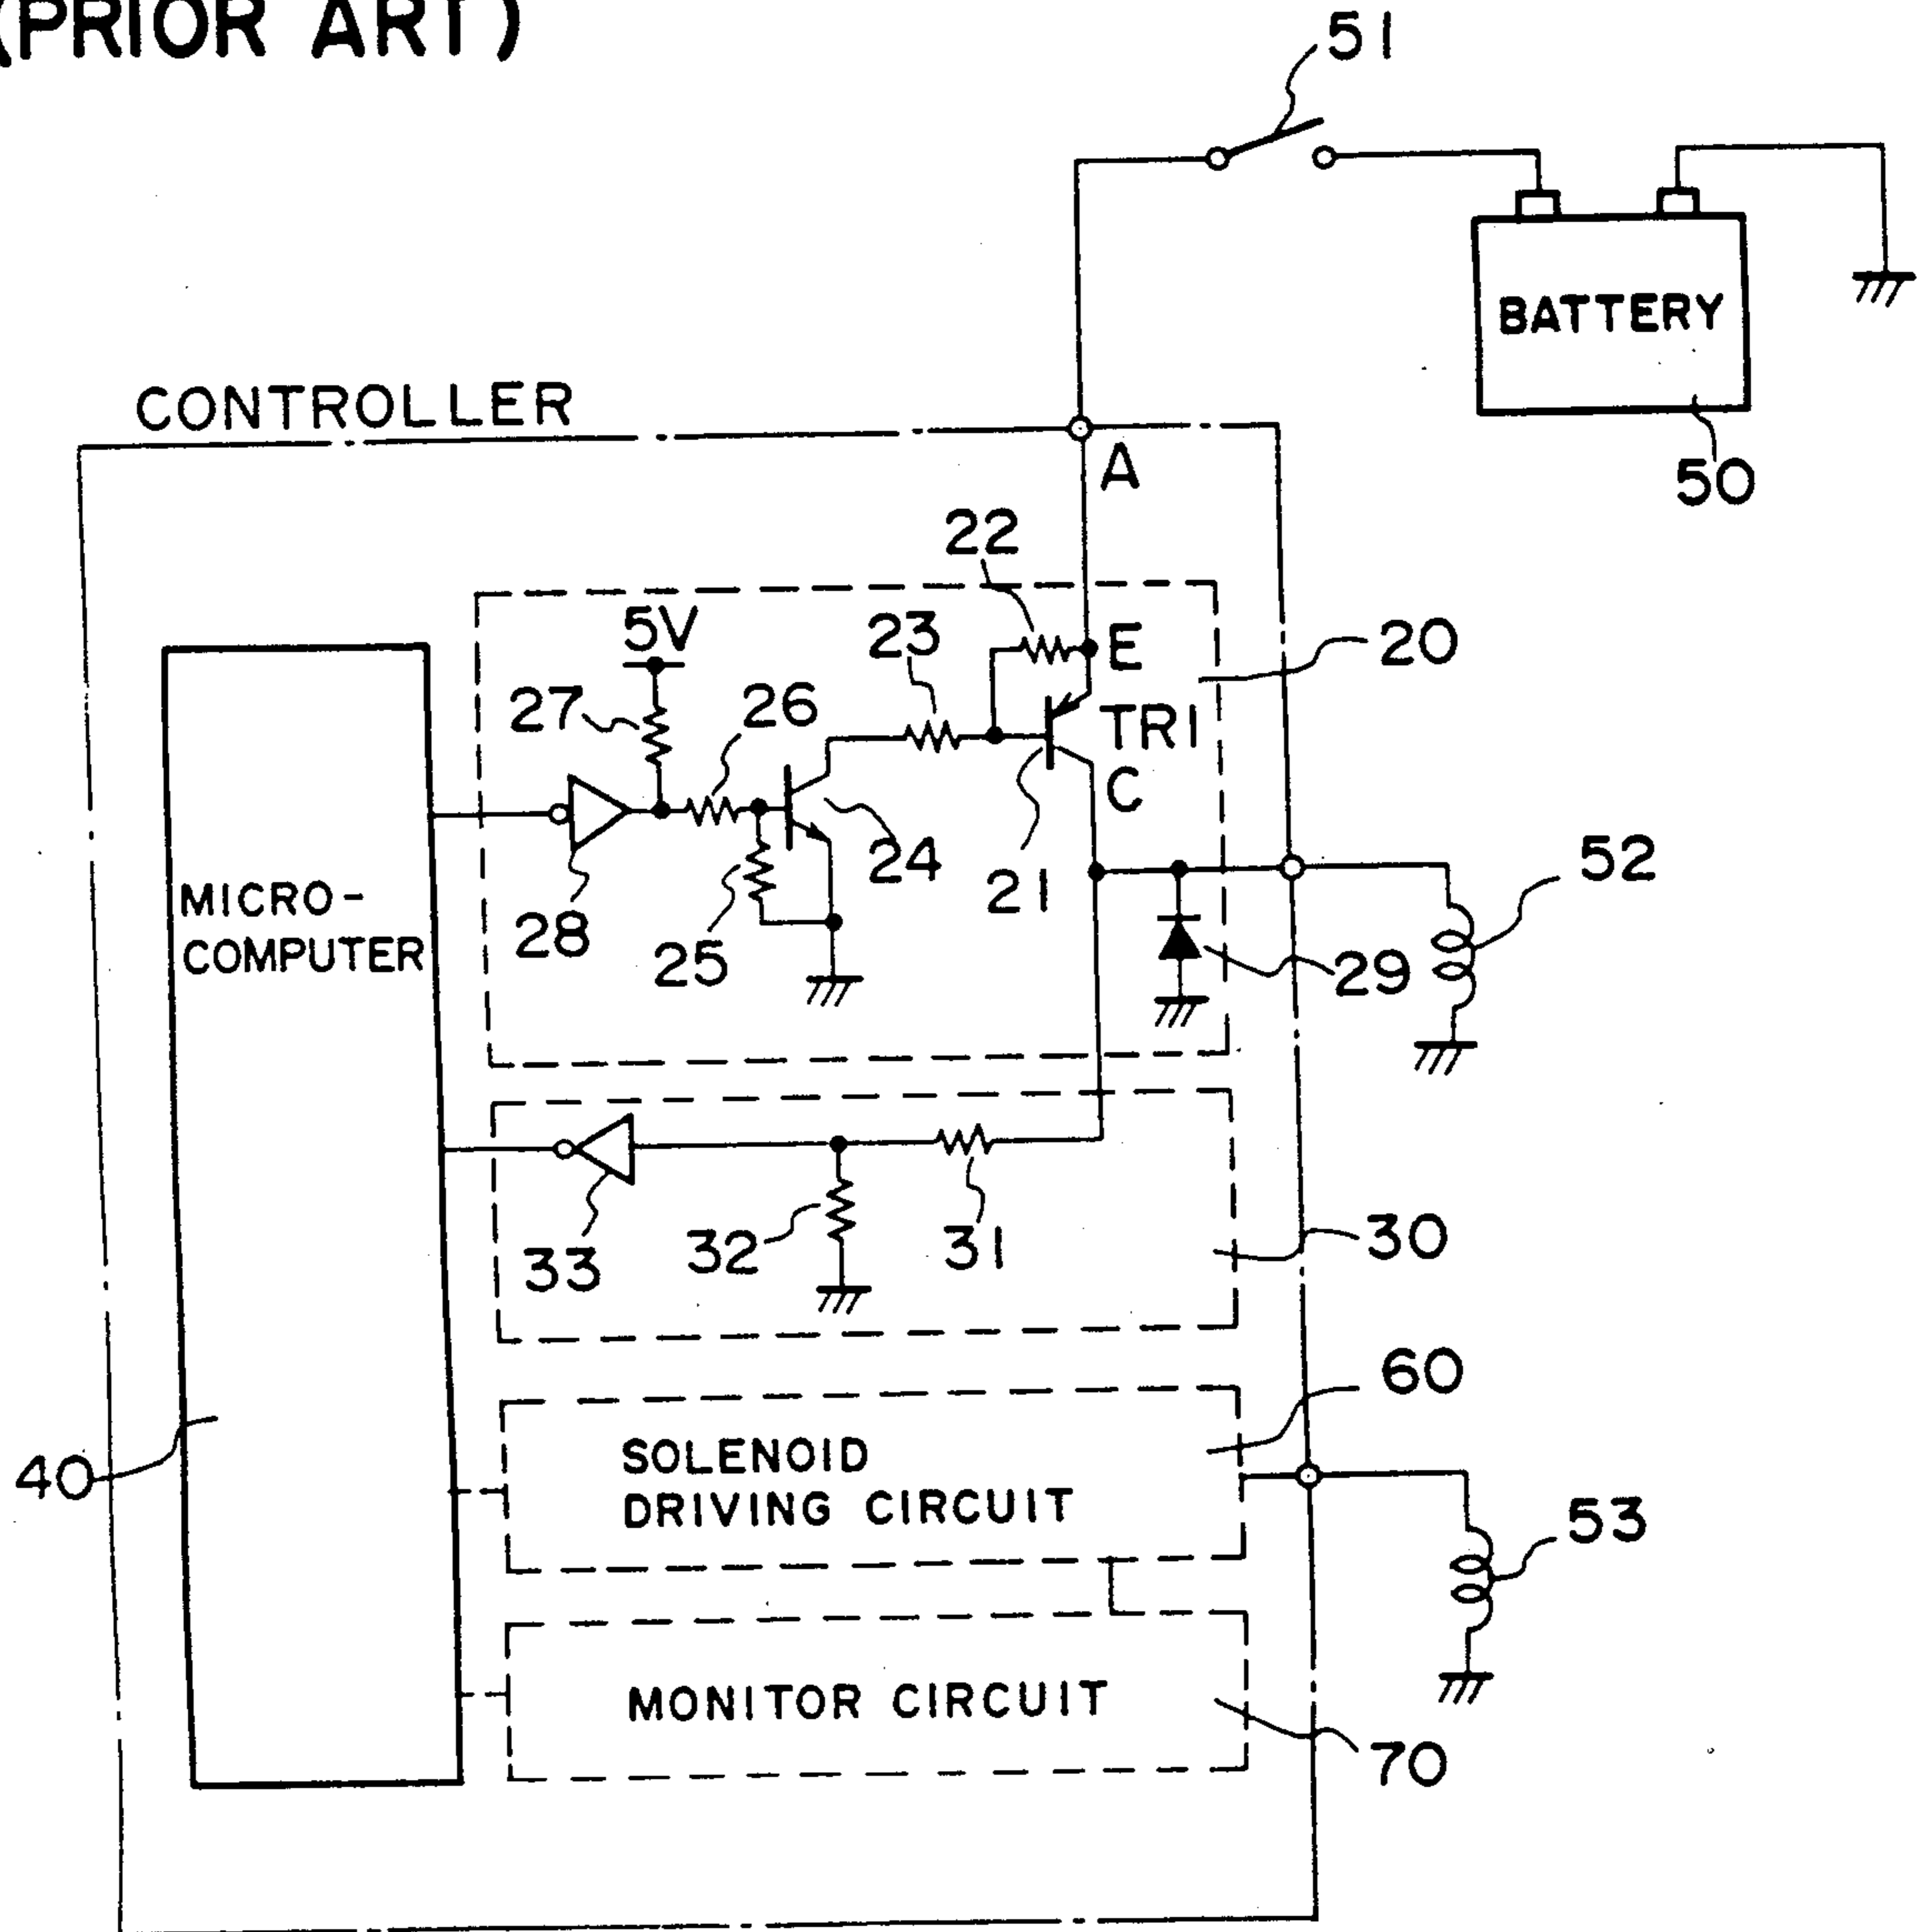 (PRIOR ART)
51
BATTERY
50
CONTROLLER
A
22
5V
23
E
20
27
26
TR1
C
24
21
52
28
25
29
MICRO-
COMPUTER
33
32
31
30
60
SOLENOID
DRIVING CIRCUIT
40
53
MONITOR CIRCUIT
70